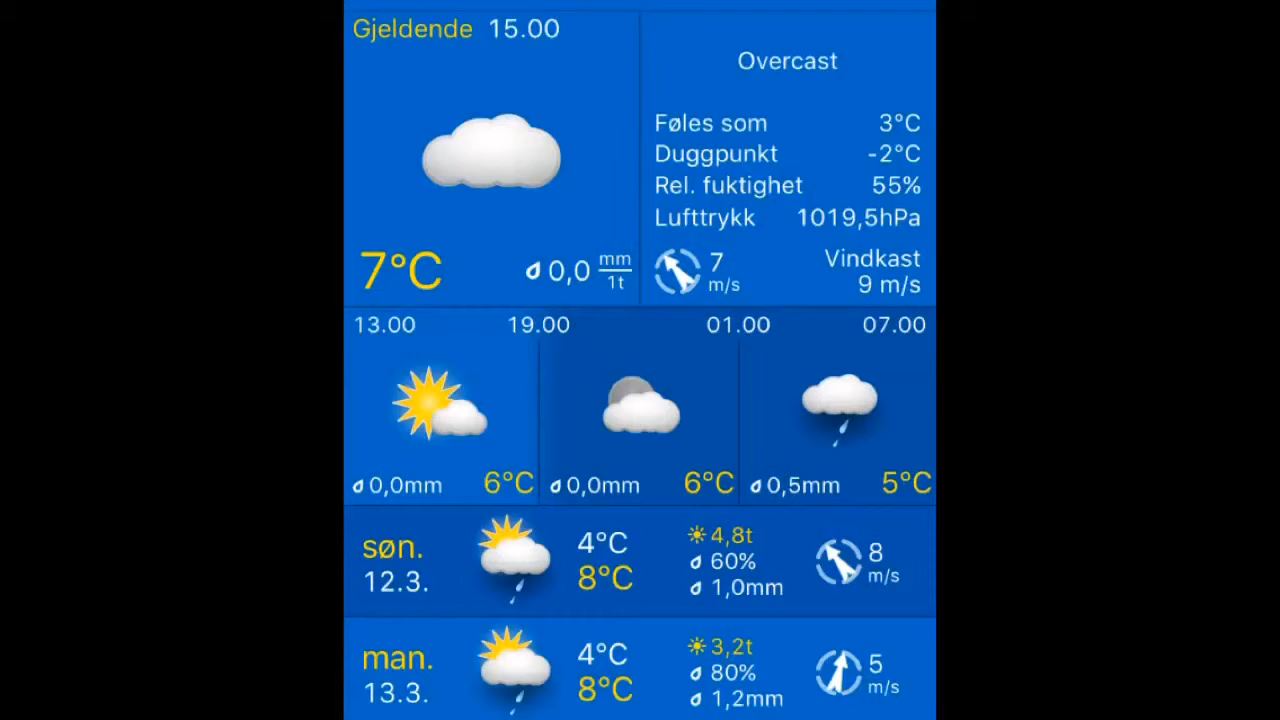 Gjeldende 15.00
Overcast
Føles som 3°C
Duggpunkt -2°C
Rel. fuktighet 55%
Lufttrykk 1019,5hPa
7°C 0,0 mm/1t
7 m/s
Vindkast
9 m/s
13.00 19.00 01.00 07.00
0,0mm 6°C 0,0mm 6°C 0,5mm 5°C
søn.
12.3.
4°C
8°C
4,8t
60%
1,0mm
8
m/s
man.
13.3.
4°C
8°C
3,2t
80%
1,2mm
5
m/s